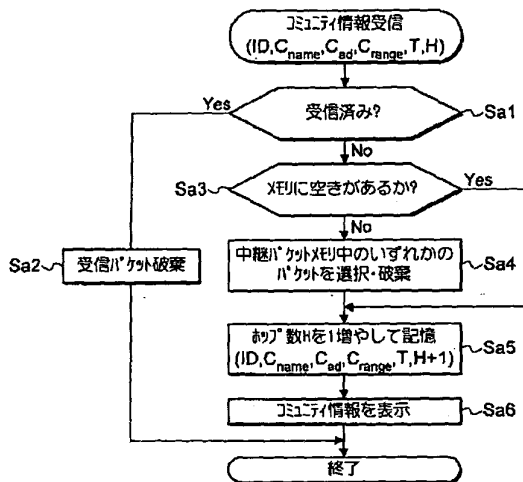 コミュニティ情報受信
(ID,Cname,Cad,Crange,T,H)
Yes
受信済み?
Sa1
No
Sa3
メモリに空きがあるか?
Yes
No
Sa2
受信パケット破棄
中継パケットメモリ中のいずれかの
パケットを選択・破棄
Sa4
ホップ数Hを1増やして記憶
(ID,Cname,Cad,Crange,T,H+1)
Sa5
コミュニティ情報を表示
Sa6
終了